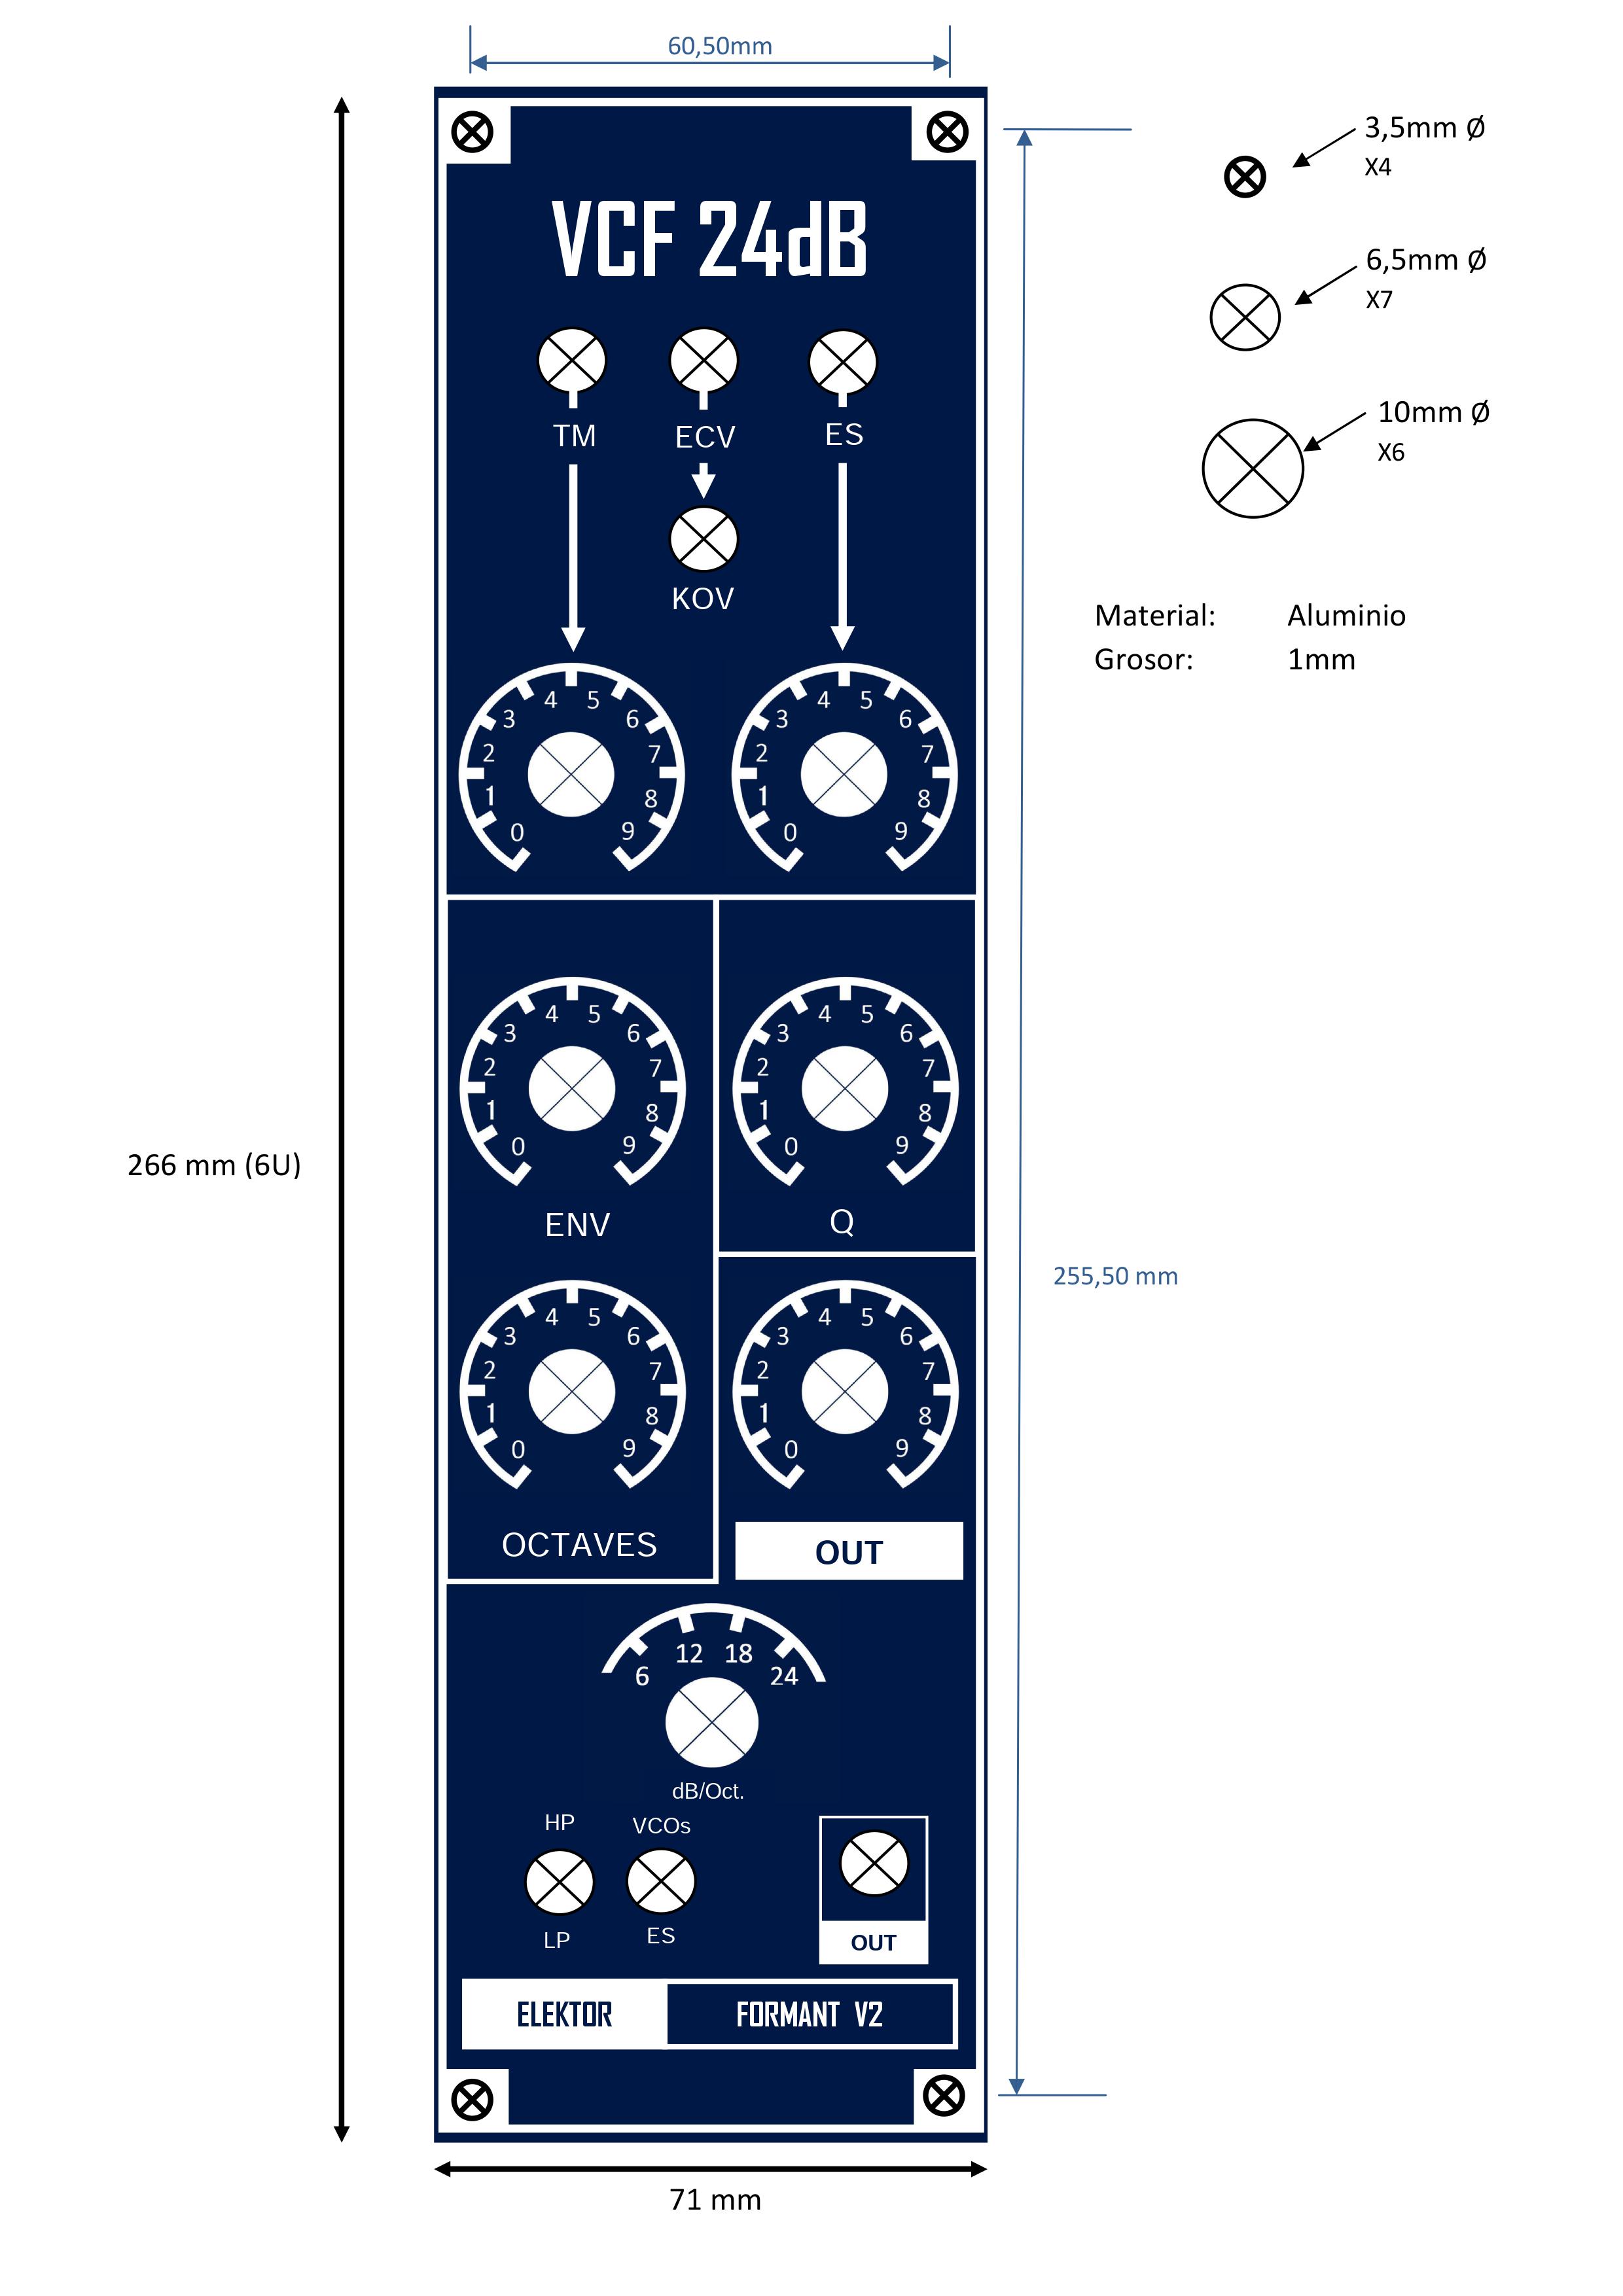 60,50mm
3,5mm Ø
X4
VCF 24dB
6,5mm Ø
X7
10mm Ø
X6
TM ECV ES
KOV
Material: Aluminio
Grosor: 1mm
0 1 2 3 4 5 6 7 8 9
0 1 2 3 4 5 6 7 8 9
0 1 2 3 4 5 6 7 8 9
0 1 2 3 4 5 6 7 8 9
266 mm (6U)
ENV Q
255,50 mm
0 1 2 3 4 5 6 7 8 9
0 1 2 3 4 5 6 7 8 9
OCTAVES OUT
6 12 18 24
dB/Oct.
HP VCOs
LP ES
OUT
ELEKTOR FORMANT V2
71 mm